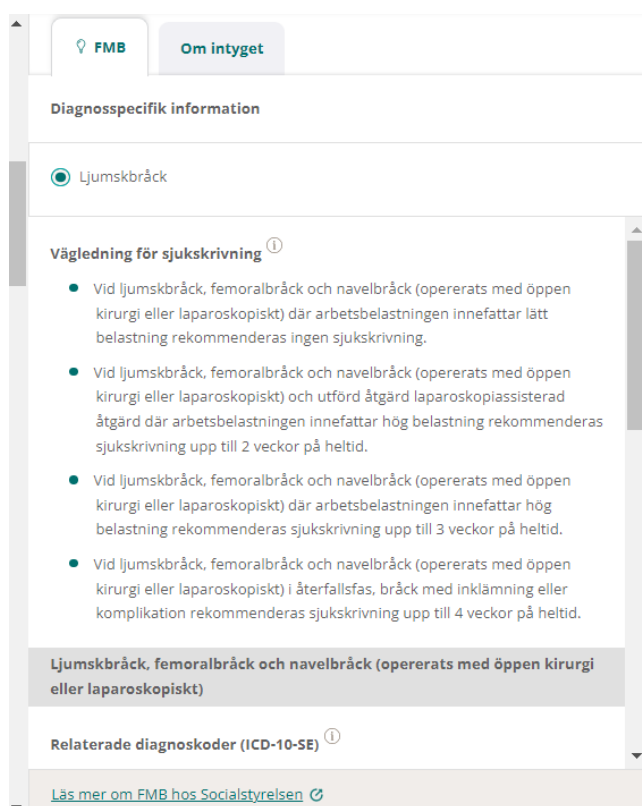 FMB
Om intyget
Diagnosspecifik information
Ljumskbråck
Vägledning för sjukskrivning
Vid ljumskbråck, femoralbråck och navelbråck (opererats med öppen
kirurgi eller laparoskopiskt) där arbetsbelastningen innefattar lätt
belastning rekommenderas ingen sjukskrivning.
Vid ljumskbråck, femoralbråck och navelbråck (opererats med öppen
kirurgi eller laparoskopiskt) och utförd åtgärd laparoskopiassisterad
åtgärd där arbetsbelastningen innefattar hög belastning rekommenderas
sjukskrivning upp till 2 veckor på heltid.
Vid ljumskbråck, femoralbråck och navelbråck (opererats med öppen
kirurgi eller laparoskopiskt) där arbetsbelastningen innefattar hög
belastning rekommenderas sjukskrivning upp till 3 veckor på heltid.
Vid ljumskbråck, femoralbråck och navelbråck (opererats med öppen
kirurgi eller laparoskopiskt) i återfallsfas, bråck med inklämning eller
komplikation rekommenderas sjukskrivning upp till 4 veckor på heltid.
Ljumskbråck, femoralbråck och navelbråck (opererats med öppen kirurgi
eller laparoskopiskt)
Relaterade diagnoskoder (ICD-10-SE)
Läs mer om FMB hos Socialstyrelsen